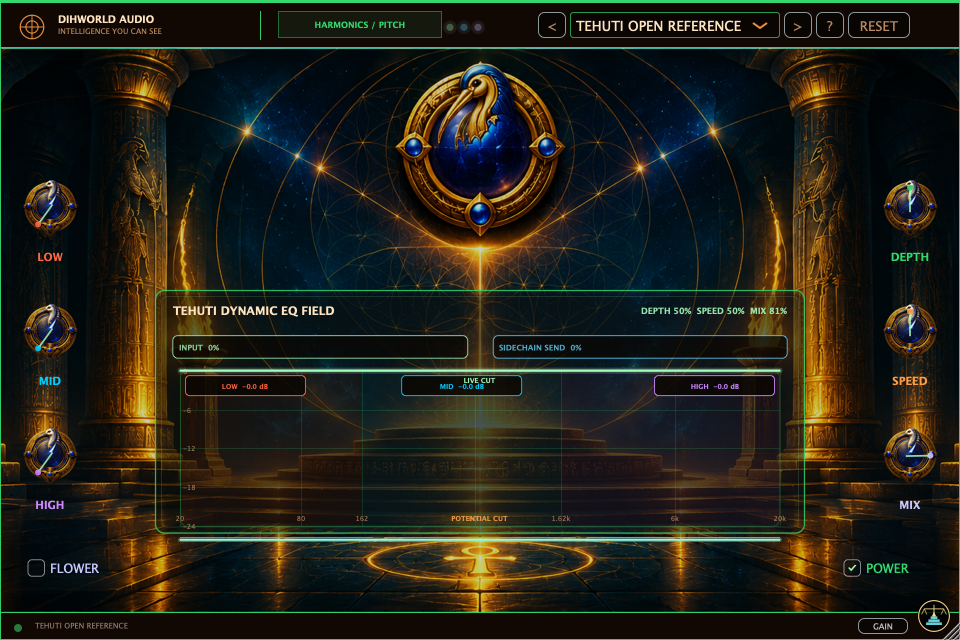 DIHWORLD AUDIO
INTELLIGENCE YOU CAN SEE
HARMONICS / PITCH
<
TEHUTI OPEN REFERENCE
>
?
RESET
LOW
MID
HIGH
DEPTH
SPEED
MIX
TEHUTI DYNAMIC EQ FIELD
DEPTH 50% SPEED 50% MIX 81%
INPUT 0%
SIDECHAIN SEND 0%
LIVE CUT
LOW -0.0 dB
MID -0.0 dB
HIGH -0.0 dB
-6
-12
-18
-24
20
80
162
POTENTIAL CUT
1.62k
6k
20k
FLOWER
POWER
TEHUTI OPEN REFERENCE
GAIN